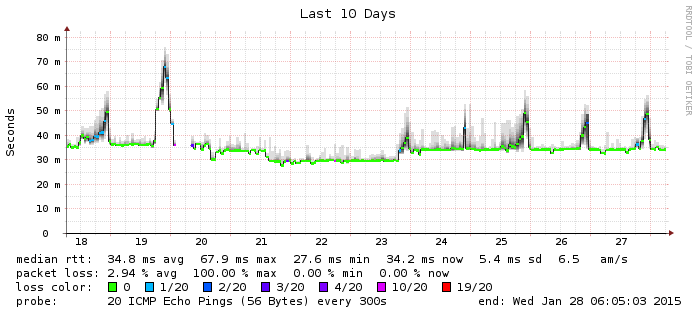 Last 10 Days
RRDTOOL / TOBI OETIKER
Seconds
80 m
70 m
60 m
50 m
40 m
30 m
20 m
10 m
0
18 19 20 21 22 23 24 25 26 27
median rtt: 34.8 ms avg 67.9 ms max 27.6 ms min 34.2 ms now 5.4 ms sd 6.5 am/s
packet loss: 2.94 % avg 100.00 % max 0.00 % min 0.00 % now
loss color: 0 1/20 2/20 3/20 4/20 10/20 19/20
probe: 20 ICMP Echo Pings (56 Bytes) every 300s end: Wed Jan 28 06:05:03 2015